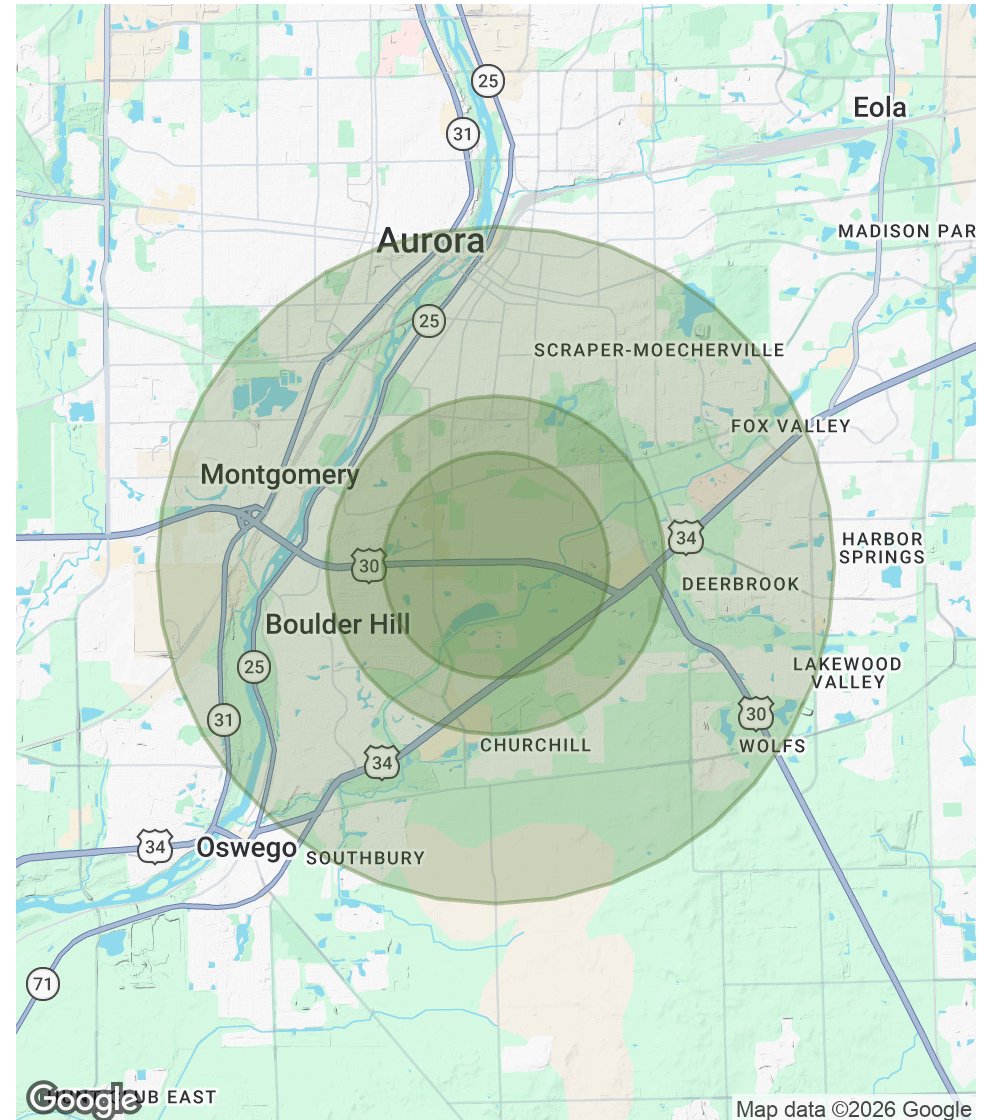 25
Eola
31
MADISON PAR
Aurora
25
SCRAPER-MOECHERVILLE
FOX VALLEY
Montgomery
34
HARBOR
SPRINGS
30
DEERBROOK
Boulder Hill
25
LAKEWOOD
VALLEY
31
30
CHURCHILL
WOLFS
34
34
Oswego
SOUTHBURY
71
UB EAST
Google
Map data ©2026 Google